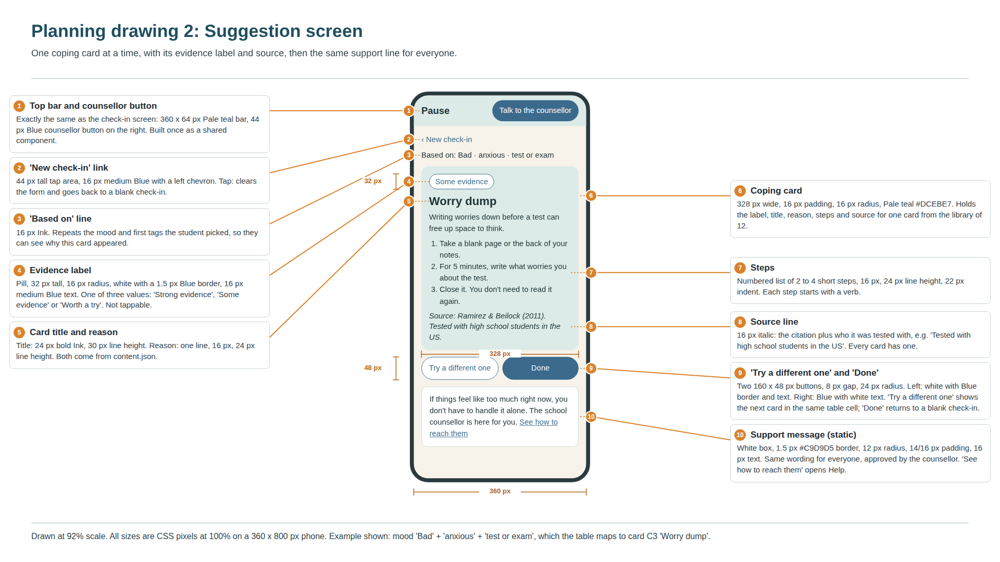 Planning drawing 2: Suggestion screen
One coping card at a time, with its evidence label and source, then the same support line for everyone.
1 Top bar and counsellor button
Exactly the same as the check-in screen: 360 x 64 px Pale teal bar, 44
px Blue counsellor button on the right. Built once as a shared
component.
2 'New check-in' link
44 px tall tap area, 16 px medium Blue with a left chevron. Tap: clears
the form and goes back to a blank check-in.
3 'Based on' line
16 px Ink. Repeats the mood and first tags the student picked, so they
can see why this card appeared.
4 Evidence label
Pill, 32 px tall, 16 px radius, white with a 1.5 px Blue border, 16 px
medium Blue text. One of three values: 'Strong evidence', 'Some
evidence' or 'Worth a try'. Not tappable.
5 Card title and reason
Title: 24 px bold Ink, 30 px line height. Reason: one line, 16 px, 24 px
line height. Both come from content.json.
32 px
48 px
1 Pause Talk to the counsellor
2 ‹ New check-in
3 Based on: Bad · anxious · test or exam
4 Some evidence
5 Worry dump
6
Writing worries down before a test can
free up space to think.
1. Take a blank page or the back of your
notes.
2. For 5 minutes, write what worries you
about the test.
7
3. Close it. You don't need to read it
again.
Source: Ramirez & Beilock (2011).
Tested with high school students in the
US.
8
328 px
Try a different one Done
9
If things feel like too much right now, you
don't have to handle it alone. The school
counsellor is here for you. See how to
reach them
10
360 px
6 Coping card
328 px wide, 16 px padding, 16 px radius, Pale teal #DCEBE7. Holds
the label, title, reason, steps and source for one card from the library of
12.
7 Steps
Numbered list of 2 to 4 short steps, 16 px, 24 px line height, 22 px
indent. Each step starts with a verb.
8 Source line
16 px italic: the citation plus who it was tested with, e.g. 'Tested with
high school students in the US'. Every card has one.
9 'Try a different one' and 'Done'
Two 160 x 48 px buttons, 8 px gap, 24 px radius. Left: white with Blue
border and text. Right: Blue with white text. 'Try a different one' shows
the next card in the same table cell; 'Done' returns to a blank check-in.
10 Support message (static)
White box, 1.5 px #C9D9D5 border, 12 px radius, 14/16 px padding, 16
px text. Same wording for everyone, approved by the counsellor. 'See
how to reach them' opens Help.
Drawn at 92% scale. All sizes are CSS pixels at 100% on a 360 x 800 px phone. Example shown: mood 'Bad' + 'anxious' + 'test or exam', which the table maps to card C3 'Worry dump'.